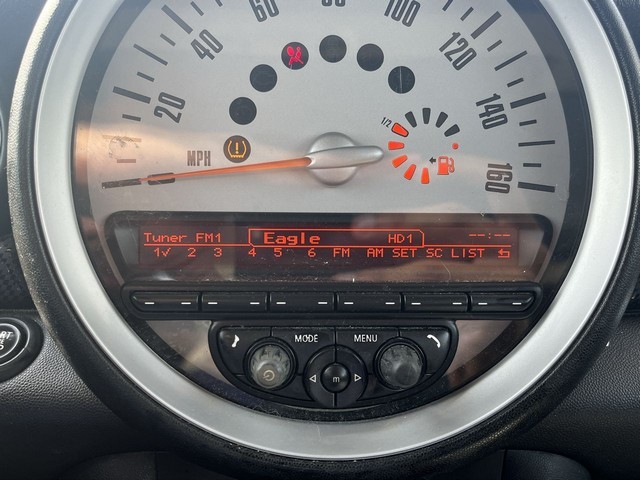 60 80 100
40 120
20 140
MPH 160
1/2
Tuner FM1 Eagle HD1 --:--
1✓ 2 3 4 5 6 FM AM SET SC LIST
MODE MENU
m